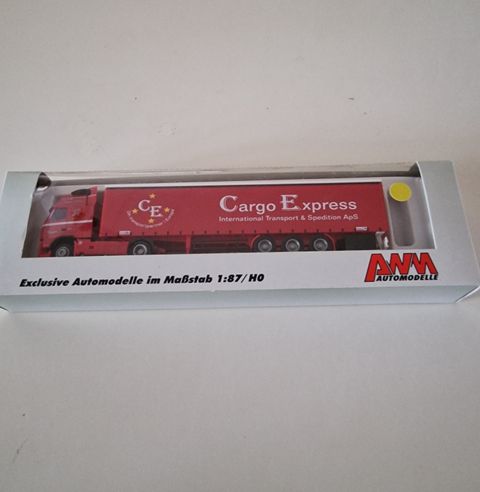 CE
Cargo Express
International Transport & Spedition ApS
Exclusive Automodelle im Maßstab 1:87/H0
AWM
AUTOMODELLE